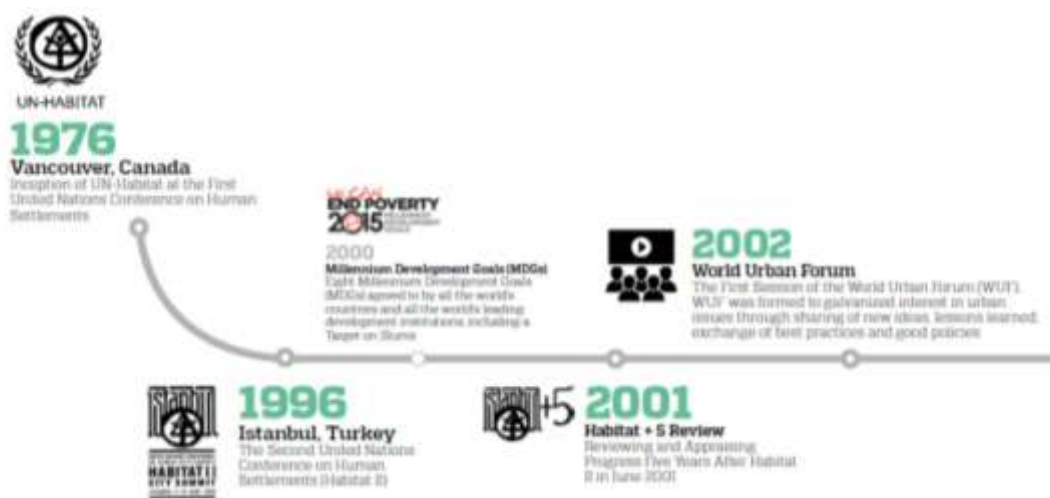 UN-HABITAT
1976
Vancouver, Canada
Inception of UN-Habitat at the First
United Nations Conference on Human
Settlements
END POVERTY
2015
2000
Millennium Development Goals (MDGs)
Eight Millennium Development Goals
(MDGs) agreed to by all the world's
countries and all the world's leading
development institutions, including a
Target on Slums
2002
World Urban Forum
The First Session of the World Urban Forum (WUF).
WUF was formed to galvanized interest in urban
issues through sharing of new ideas, lessons learned,
exchange of best practices and good policies
HABITAT II
CITY SUMMIT
1996
Istanbul, Turkey
The Second United Nations
Conference on Human
Settlements (Habitat II)
+5
2001
Habitat + 5 Review
Reviewing and Appraising
Progress Five Years After Habitat
II in June 2001